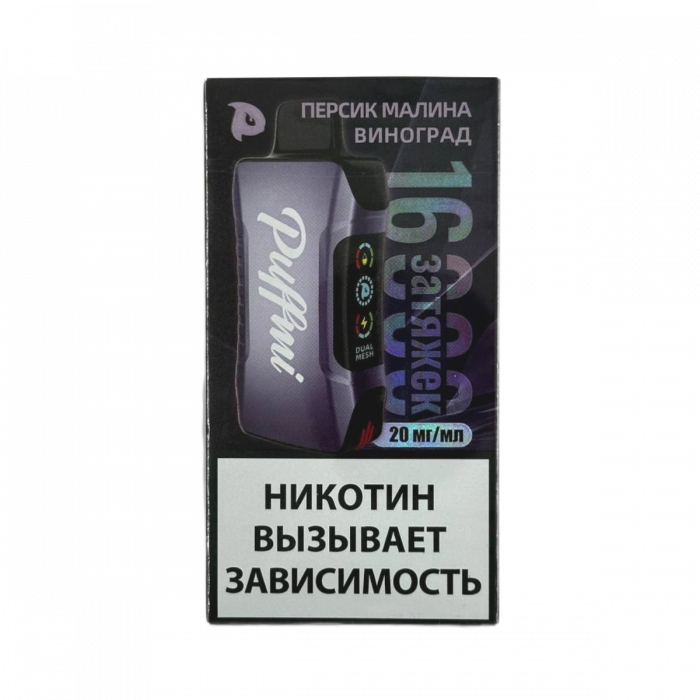 ПЕРСИК МАЛИНА
ВИНОГРАД
Puffmi
16000
затяжек
DUAL
MESH
20 мг/мл
НИКОТИН
ВЫЗЫВАЕТ
ЗАВИСИМОСТЬ